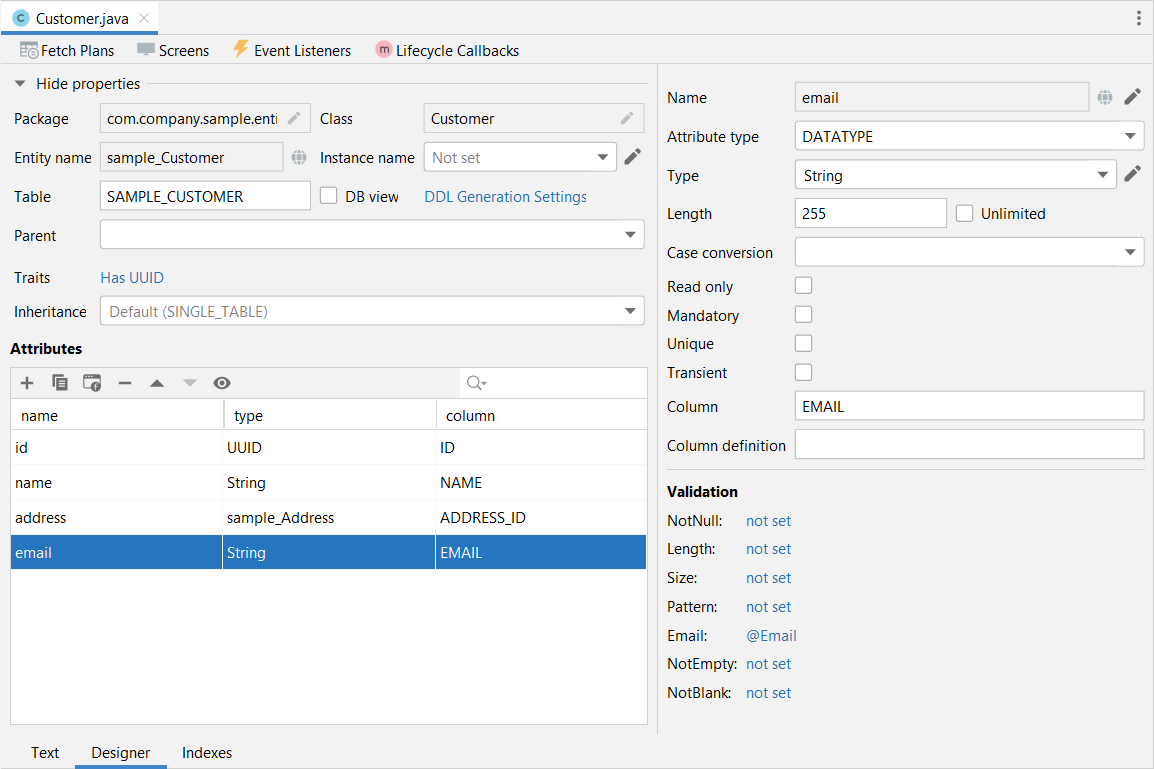 C Customer.java
Fetch Plans Screens Event Listeners m Lifecycle Callbacks
Hide properties
Package com.company.sample.enti Class Customer
Entity name sample_Customer Instance name Not set
Table SAMPLE_CUSTOMER DB view DDL Generation Settings
Parent
Traits Has UUID
Inheritance Default (SINGLE_TABLE)
Attributes
name type column
id UUID ID
name String NAME
address sample_Address ADDRESS_ID
email String EMAIL
Text Designer Indexes
Name email
Attribute type DATATYPE
Type String
Length 255 Unlimited
Case conversion
Read only
Mandatory
Unique
Transient
Column EMAIL
Column definition
Validation
NotNull: not set
Length: not set
Size: not set
Pattern: not set
Email: @Email
NotEmpty: not set
NotBlank: not set